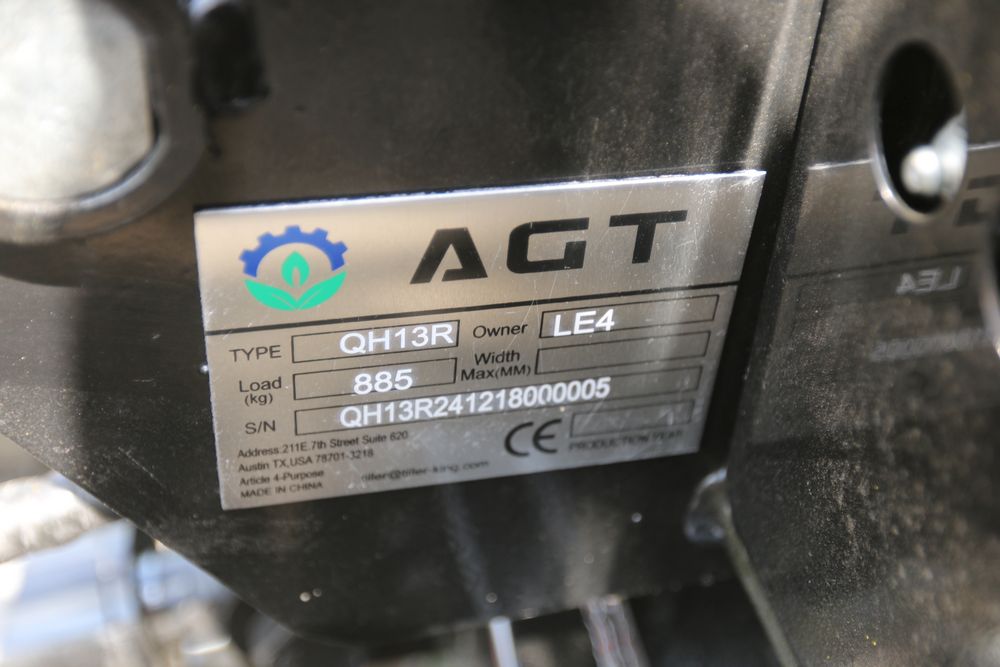 AGT
TYPE QH13R Owner LE4
Load (kg) 885 Width Max(MM)
S/N QH13R241218000005
Address:211E.7th Street Suite 620
Austin TX,USA 78701-3218
Article 4-Purpose tiller@tiller-king.com
MADE IN CHINA
CE PRODUCTION YEAR
LE4